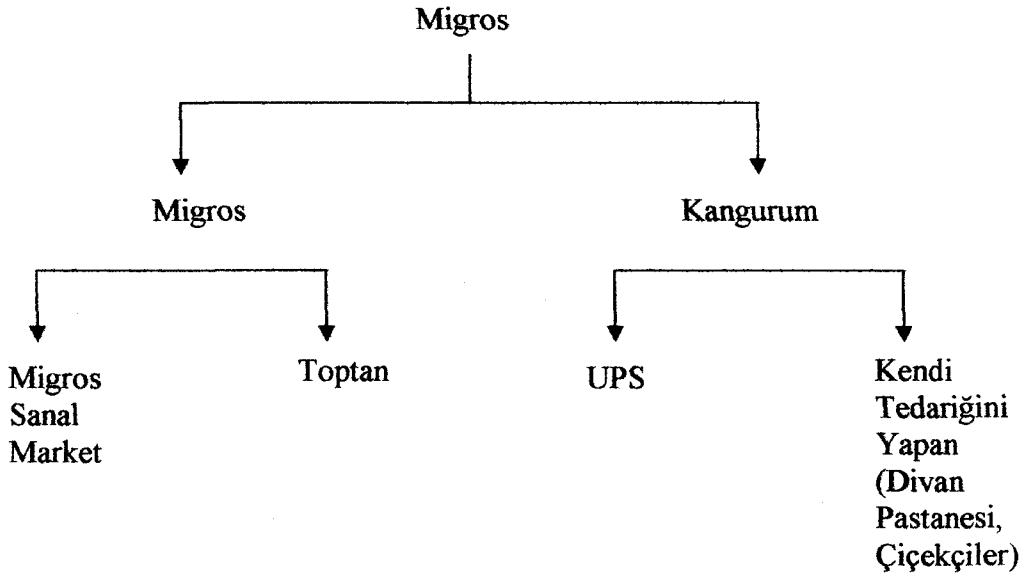 Migros
Migros
Kangurum
Migros
Sanal
Market
Toptan
UPS
Kendi
Tedariğini
Yapan
(Divan
Pastanesi,
Çiçekçiler)